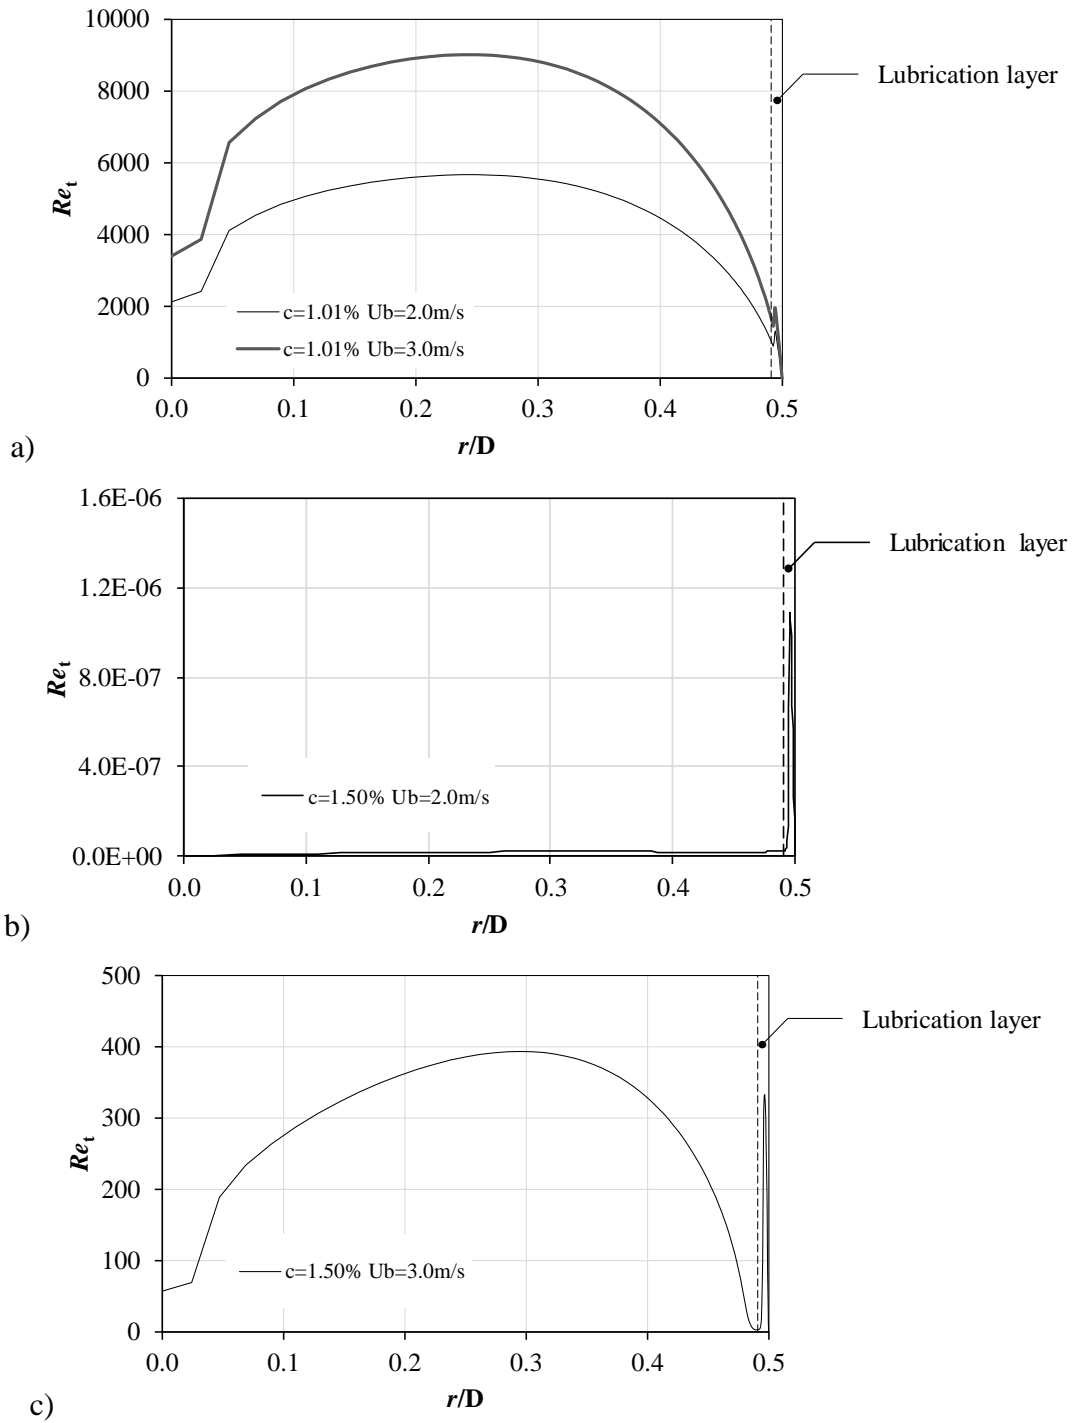 10000
8000
6000
4000
2000
0
Re_t
Lubrication layer
c=1.01% Ub=2.0m/s
c=1.01% Ub=3.0m/s
0.0 0.1 0.2 0.3 0.4 0.5
r/D
a)
1.6E-06
1.2E-06
8.0E-07
4.0E-07
0.0E+00
Re_t
Lubrication layer
c=1.50% Ub=2.0m/s
0.0 0.1 0.2 0.3 0.4 0.5
r/D
b)
500
400
300
200
100
0
Re_t
Lubrication layer
c=1.50% Ub=3.0m/s
0.0 0.1 0.2 0.3 0.4 0.5
r/D
c)